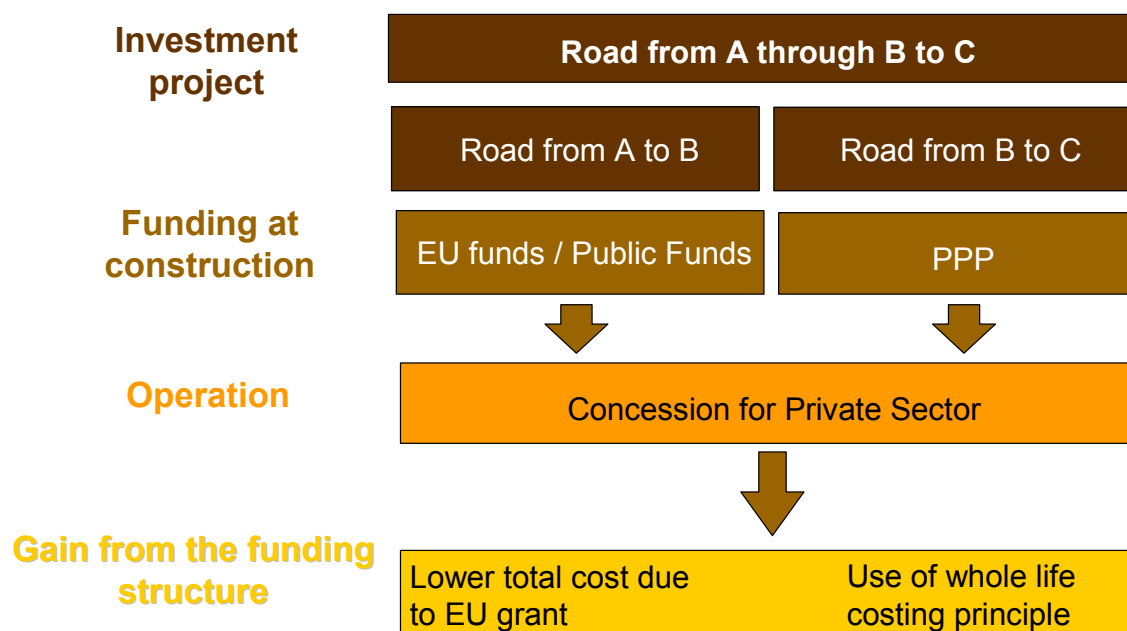 Investment
project
Road from A through B to C
Road from A to B
Road from B to C
Funding at
construction
EU funds / Public Funds
PPP
Operation
Concession for Private Sector
Gain from the funding
structure
Lower total cost due
to EU grant
Use of whole life
costing principle